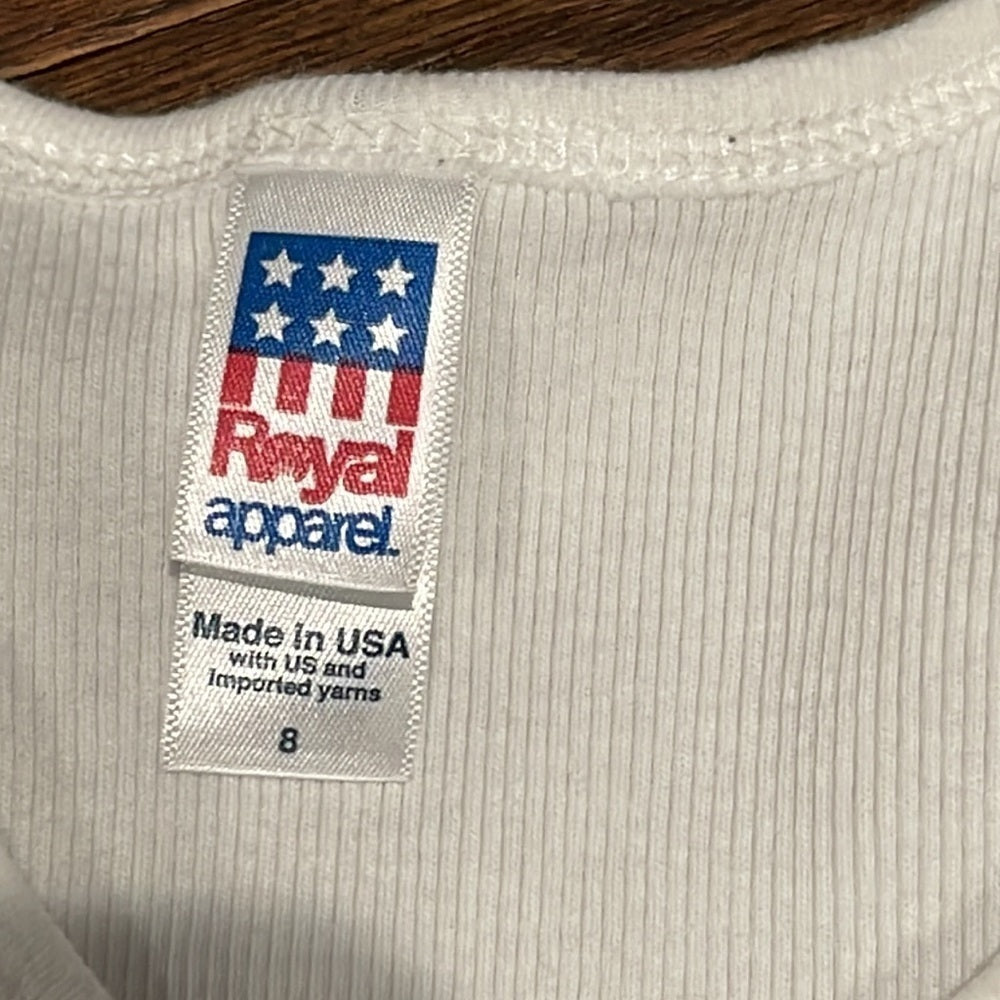 Royal
apparel.
Made in USA
with US and
Imported yarns
8